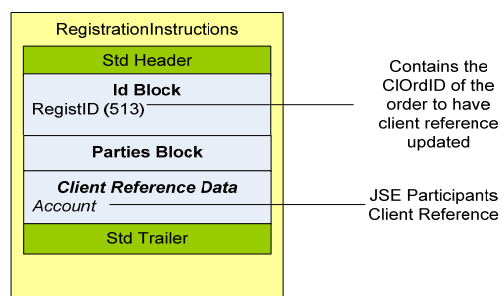 RegistrationInstructions
Std Header
Id Block
RegistID (513)
Parties Block
Client Reference Data
Account
Std Trailer
Contains the
ClOrdID of the
order to have
client reference
updated
JSE Participants
Client Reference